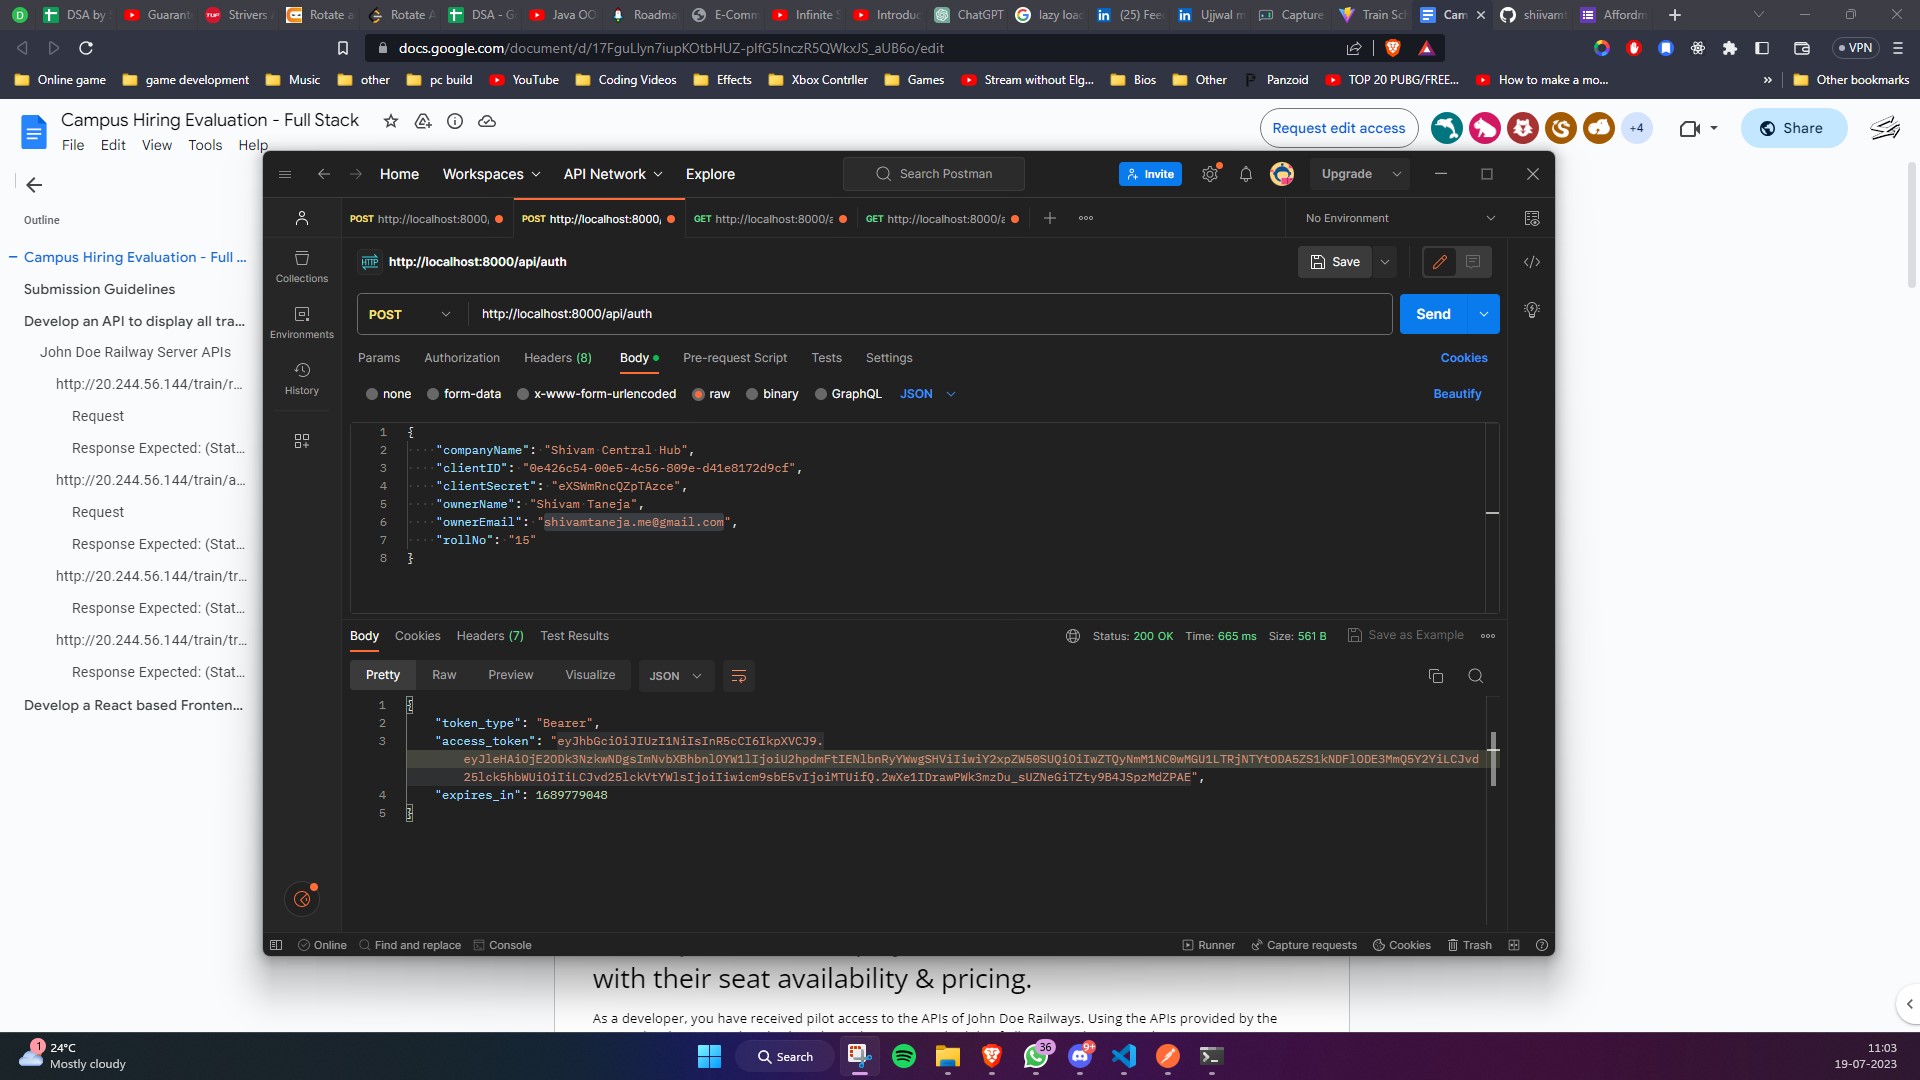 DSA by
Guarant
Strivers
Rotate a
Rotate A
DSA - G
Java OO
Roadma
E-Comm
Infinite S
Introduc
ChatGPT
lazy load
(25) Fee
Ujjwal m
Capture
Train Sc
Cam
shiivamt
Affordm
docs.google.com/document/d/17FguLlyn7iupKOtbHUZ-pIfG5InczR5QWkxJS_aUB6o/edit
VPN
Online game
game development
Music
other
pc build
YouTube
Coding Videos
Effects
Xbox Contrller
Games
Stream without Elg...
Bios
Other
Panzoid
TOP 20 PUBG/FREE...
How to make a mo...
»
Other bookmarks
Campus Hiring Evaluation - Full Stack
File Edit View Tools Help
Request edit access
+4
Share
Outline
Campus Hiring Evaluation - Full ...
Submission Guidelines
Develop an API to display all tra...
John Doe Railway Server APIs
http://20.244.56.144/train/r...
Request
Response Expected: (Stat...
http://20.244.56.144/train/a...
Request
Response Expected: (Stat...
http://20.244.56.144/train/tr...
Response Expected: (Stat...
http://20.244.56.144/train/tr...
Response Expected: (Stat...
Develop a React based Fronten...
Home Workspaces API Network Explore
Search Postman
Invite
Upgrade
POST http://localhost:8000/
POST http://localhost:8000/
GET http://localhost:8000/a
GET http://localhost:8000/a
No Environment
Collections
Environments
History
HTTP http://localhost:8000/api/auth
Save
POST http://localhost:8000/api/auth
Send
Params Authorization Headers (8) Body Pre-request Script Tests Settings Cookies
none form-data x-www-form-urlencoded raw binary GraphQL JSON Beautify
1 {
2 "companyName": "Shivam Central Hub",
3 "clientID": "0e426c54-00e5-4c56-809e-d41e8172d9cf",
4 "clientSecret": "eXSWmRncQZpTAzce",
5 "ownerName": "Shivam Taneja",
6 "ownerEmail": "shivamtaneja.me@gmail.com",
7 "rollNo": "15"
8 }
Body Cookies Headers (7) Test Results
Status: 200 OK Time: 665 ms Size: 561 B Save as Example
Pretty Raw Preview Visualize JSON
1 {
2 "token_type": "Bearer",
3 "access_token": "eyJhbGciOiJIUzI1NiIsInR5cCI6IkpXVCJ9.
eyJleHAiOjE2ODk3NzkwNDgsImNvbXBhbnlOYW1lIjoiU2hpdmFtIENlbnRyYWwgSHViIiwiY2xpZW50SUQiOiIwZTQyNmM1NC0wMGU1LTRjNTYtODA5ZS1kNDFlODE3MmQ5Y2YiLCJvd
25lck5hbWUiOiIiLCJvd25lckVtYWlsIjoiIiwicm9sbE5vIjoiMTUifQ.2wXe1IDrawPWk3mzDu_sUZNeGiTZty9B4JSpzMdZPAE",
4 "expires_in": 1689779048
5 }
Online Find and replace Console
Runner Capture requests Cookies Trash
with their seat availability & pricing.
As a developer, you have received pilot access to the APIs of John Doe Railways. Using the APIs provided by the
1
24°C
Mostly cloudy
Search
36
9+
11:03
19-07-2023